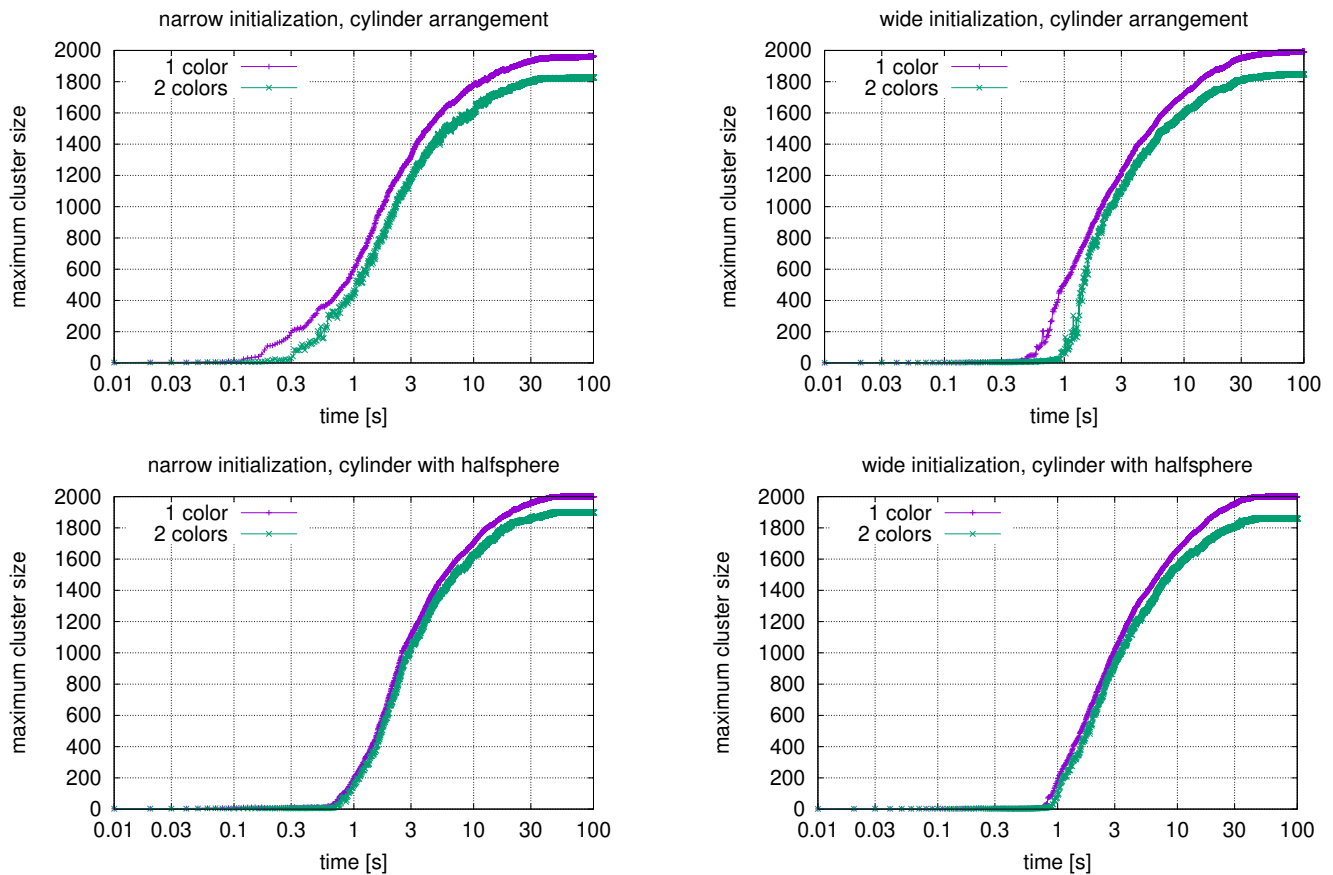 narrow initialization, cylinder arrangement
2000
1800
1600
1400
1200
1000
800
600
400
200
0
maximum cluster size
1 color
2 colors
0.01 0.03 0.1 0.3 1 3 10 30 100
time [s]
wide initialization, cylinder arrangement
2000
1800
1600
1400
1200
1000
800
600
400
200
0
maximum cluster size
1 color
2 colors
0.01 0.03 0.1 0.3 1 3 10 30 100
time [s]
narrow initialization, cylinder with halfsphere
2000
1800
1600
1400
1200
1000
800
600
400
200
0
maximum cluster size
1 color
2 colors
0.01 0.03 0.1 0.3 1 3 10 30 100
time [s]
wide initialization, cylinder with halfsphere
2000
1800
1600
1400
1200
1000
800
600
400
200
0
maximum cluster size
1 color
2 colors
0.01 0.03 0.1 0.3 1 3 10 30 100
time [s]